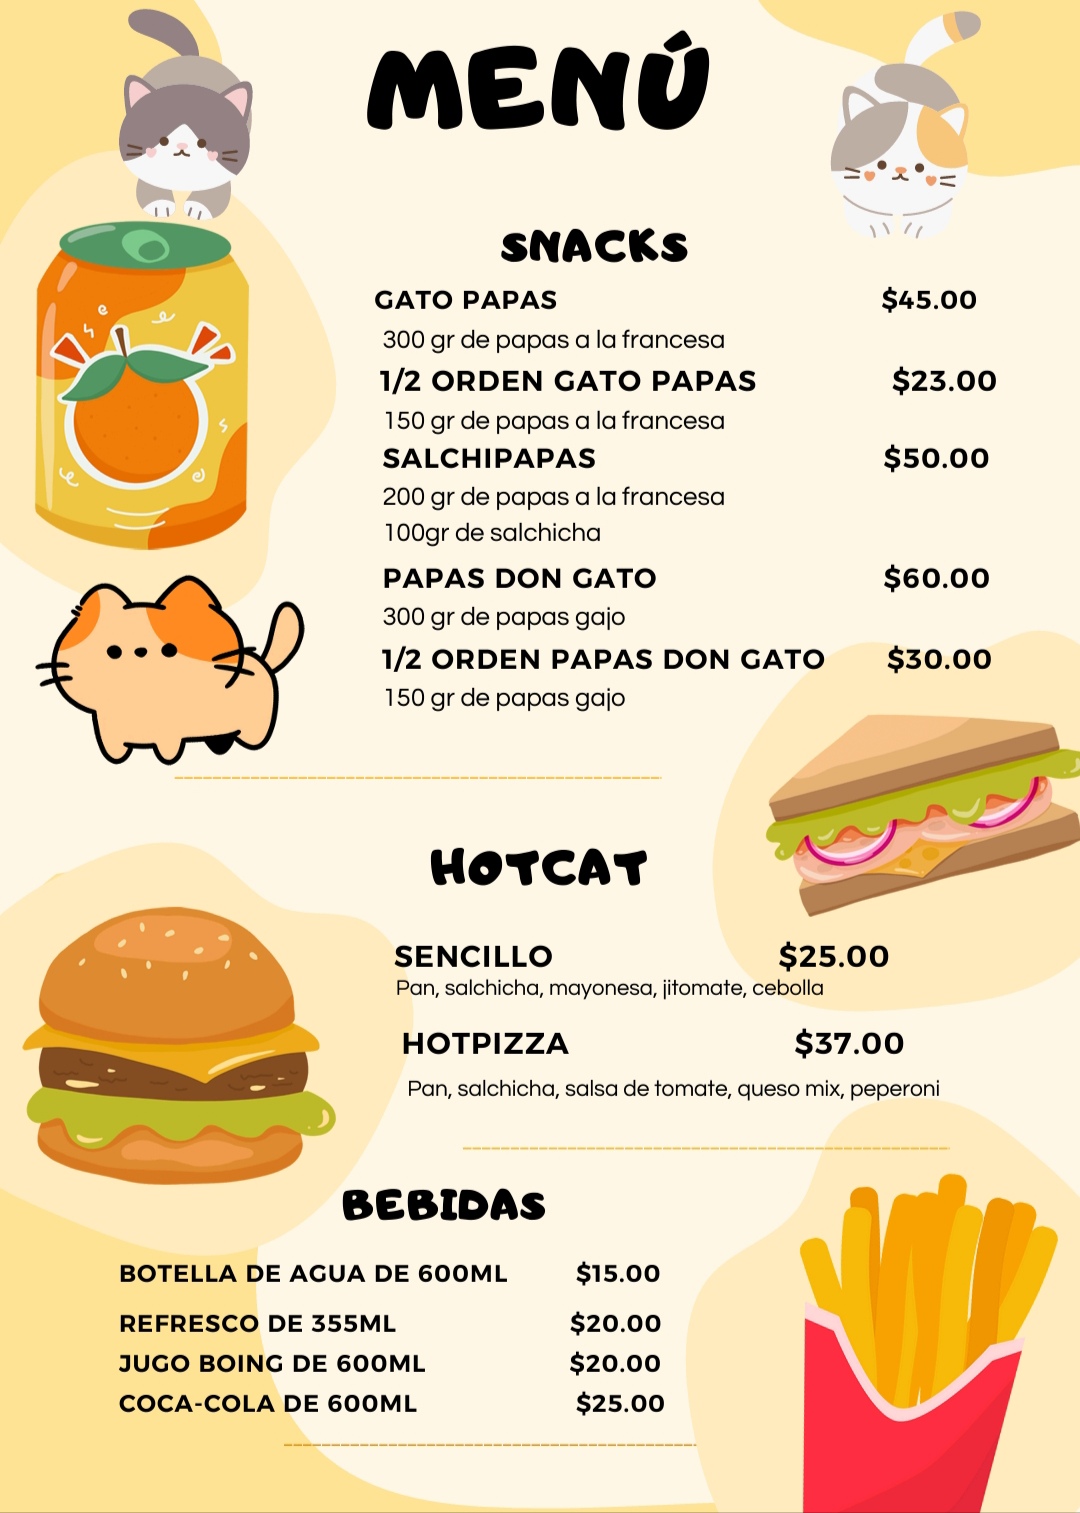 MENÚ
SNACKS
GATO PAPAS $45.00
300 gr de papas a la francesa
1/2 ORDEN GATO PAPAS $23.00
150 gr de papas a la francesa
SALCHIPAPAS $50.00
200 gr de papas a la francesa
100gr de salchicha
PAPAS DON GATO $60.00
300 gr de papas gajo
1/2 ORDEN PAPAS DON GATO $30.00
150 gr de papas gajo
HOTCAT
SENCILLO $25.00
Pan, salchicha, mayonesa, jitomate, cebolla
HOTPIZZA $37.00
Pan, salchicha, salsa de tomate, queso mix, peperoni
BEBIDAS
BOTELLA DE AGUA DE 600ML $15.00
REFRESCO DE 355ML $20.00
JUGO BOING DE 600ML $20.00
COCA-COLA DE 600ML $25.00